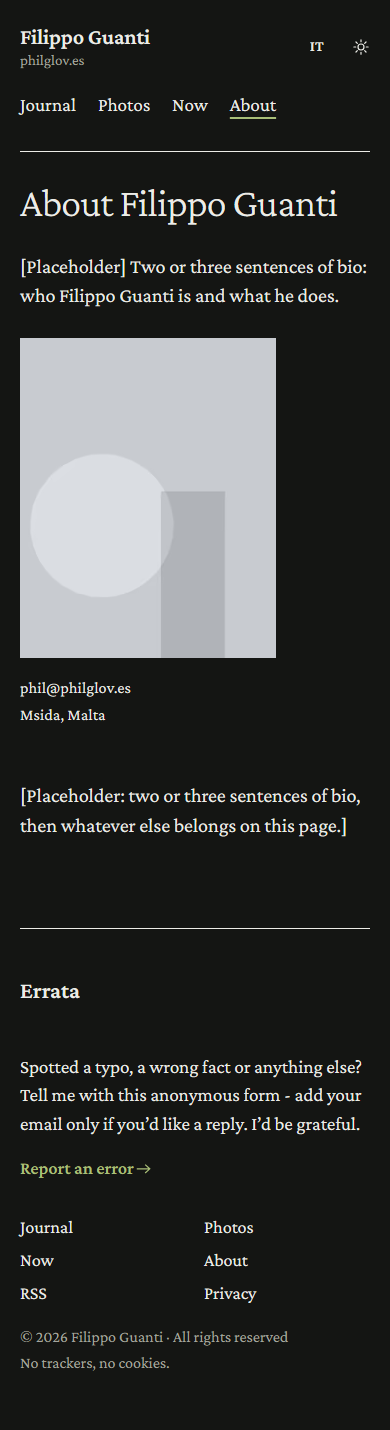 Filippo Guanti
philglov.es
IT
Journal Photos Now About
About Filippo Guanti
[Placeholder] Two or three sentences of bio:
who Filippo Guanti is and what he does.
phil@philglov.es
Msida, Malta
[Placeholder: two or three sentences of bio,
then whatever else belongs on this page.]
Errata
Spotted a typo, a wrong fact or anything else?
Tell me with this anonymous form - add your
email only if you’d like a reply. I’d be grateful.
Report an error →
Journal Photos
Now About
RSS Privacy
© 2026 Filippo Guanti · All rights reserved
No trackers, no cookies.